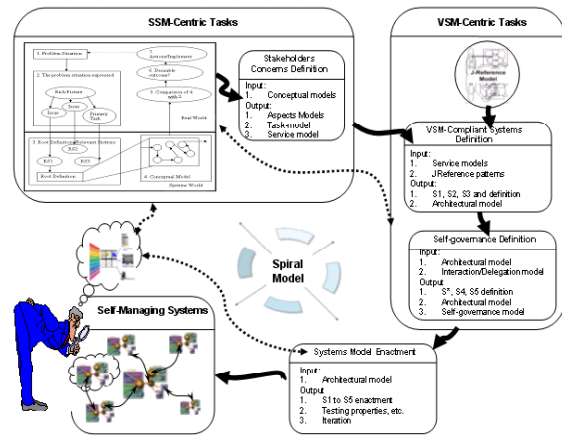 SSM-Centric Tasks
1. Problem Situation
2. The problem situation expressed
Rich Picture
Issue
Issue
Primary
Task
7.
Action/Implement
6. Desirable
outcome?
5. Comparison of 4
with 2
Real World
3. Root Definition/Relevant Systems
RS1
RS2
RS3
Root Definition
4. Conceptual Model
System World
Stakeholders
Concerns Definition
Input:
1. Conceptual models
Output:
1. Aspects Models
2. Task-model
3. Service model
VSM-Centric Tasks
J-Reference
Model
VSM-Compliant Systems
Definition
Input:
1. Service models
2. JReference patterns
Output:
1. S1, S2, S3 and definition
2. Architectural model
Self-governance Definition
Input:
1. Architectural model
2. Interaction/Delegation model
Output
1. S*, S4, S5 definition
2. Architectural model
3. Self-governance model
Spiral
Model
Systems Model Enactment
Input:
1. Architectural model
Output
1. S1 to S5 enactment
2. Testing properties, etc.
3. Iteration
Self-Managing Systems